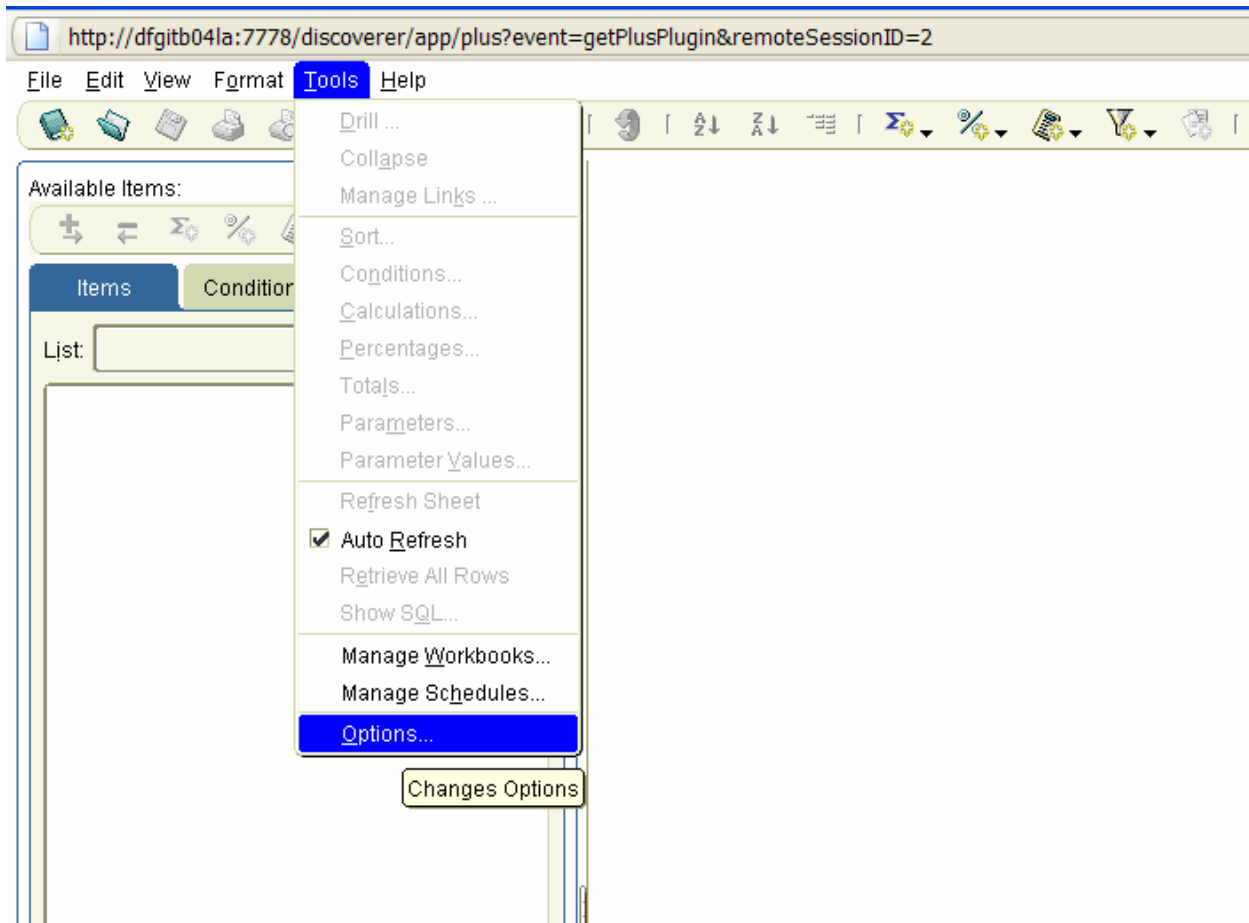 http://dfgitb04la:7778/discoverer/app/plus?event=getPlusPlugin&remoteSessionID=2
File Edit View Format Tools Help
Drill ...
Collapse
Manage Links ...
Available Items:
Sort...
Conditions...
Items Condition
Calculations...
List:
Percentages...
Totals...
Parameters...
Parameter Values...
Refresh Sheet
Auto Refresh
Retrieve All Rows
Show SQL...
Manage Workbooks...
Manage Schedules...
Options...
Changes Options